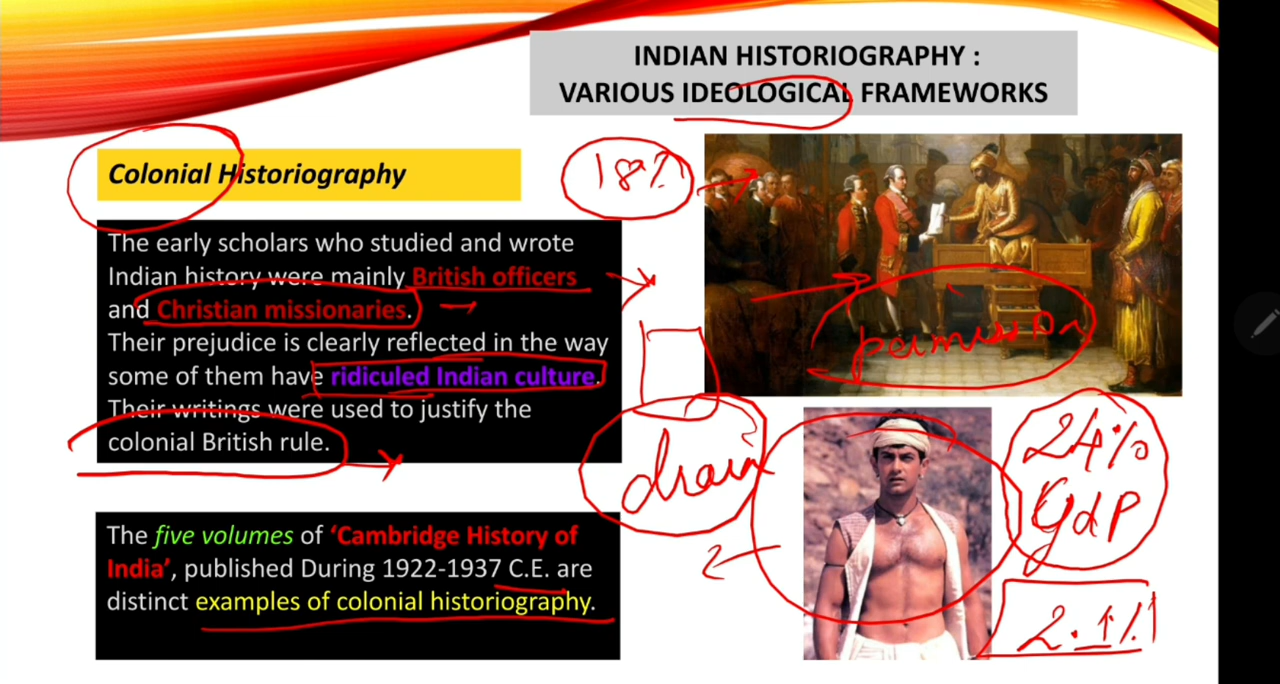 INDIAN HISTORIOGRAPHY :
VARIOUS IDEOLOGICAL FRAMEWORKS
Colonial Historiography
The early scholars who studied and wrote
Indian history were mainly British officers
and Christian missionaries.
Their prejudice is clearly reflected in the way
some of them have ridiculed Indian culture.
Their writings were used to justify the
colonial British rule.
The five volumes of ‘Cambridge History of
India’, published During 1922-1937 C.E. are
distinct examples of colonial historiography.
18%
permission
drain
24%
GdP
2.1%